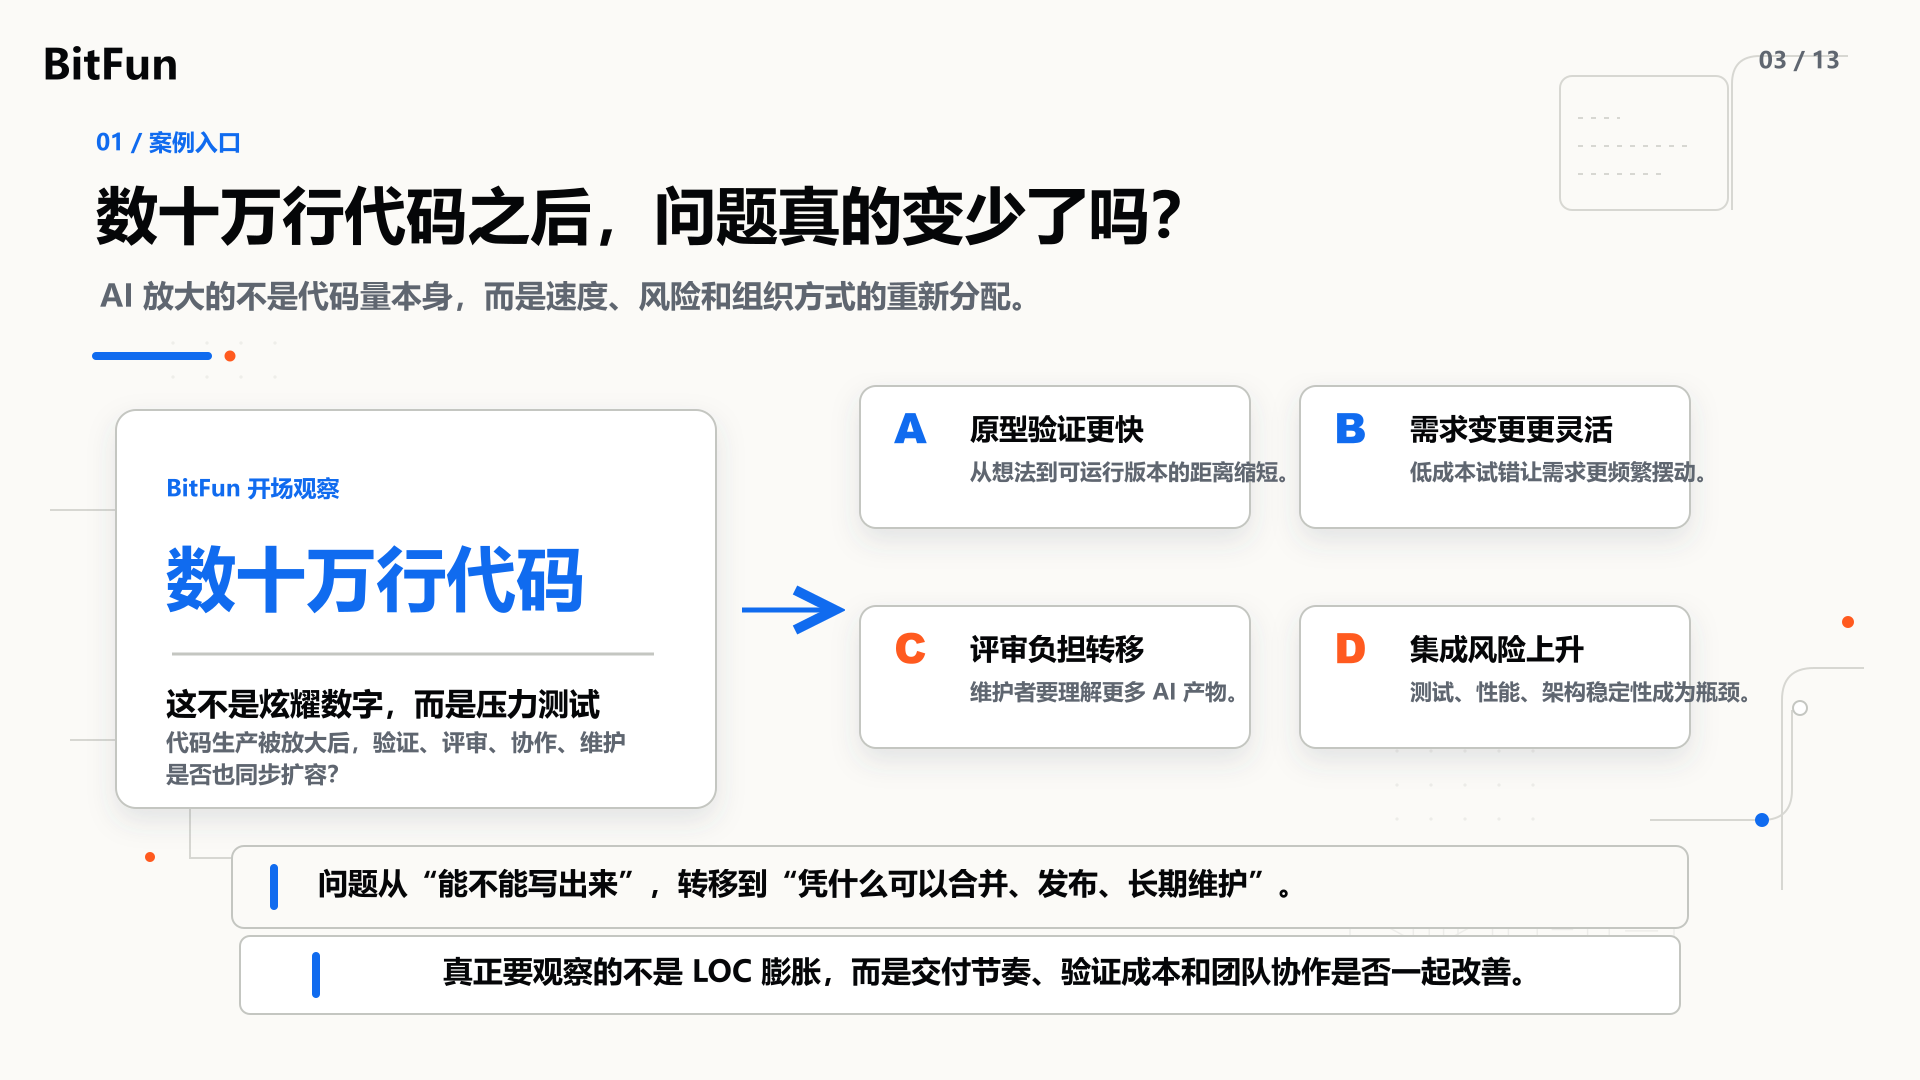 BitFun
03 / 13
01 / 案例入口
数十万行代码之后，问题真的变少了吗？
AI 放大的不是代码量本身，而是速度、风险和组织方式的重新分配。
BitFun 开场观察
数十万行代码
这不是炫耀数字，而是压力测试
代码生产被放大后，验证、评审、协作、维护
是否也同步扩容？
A
原型验证更快
从想法到可运行版本的距离缩短。
B
需求变更更灵活
低成本试错让需求更频繁摆动。
C
评审负担转移
维护者要理解更多 AI 产物。
D
集成风险上升
测试、性能、架构稳定性成为瓶颈。
问题从“能不能写出来”，转移到“凭什么可以合并、发布、长期维护”。
真正要观察的不是 LOC 膨胀，而是交付节奏、验证成本和团队协作是否一起改善。